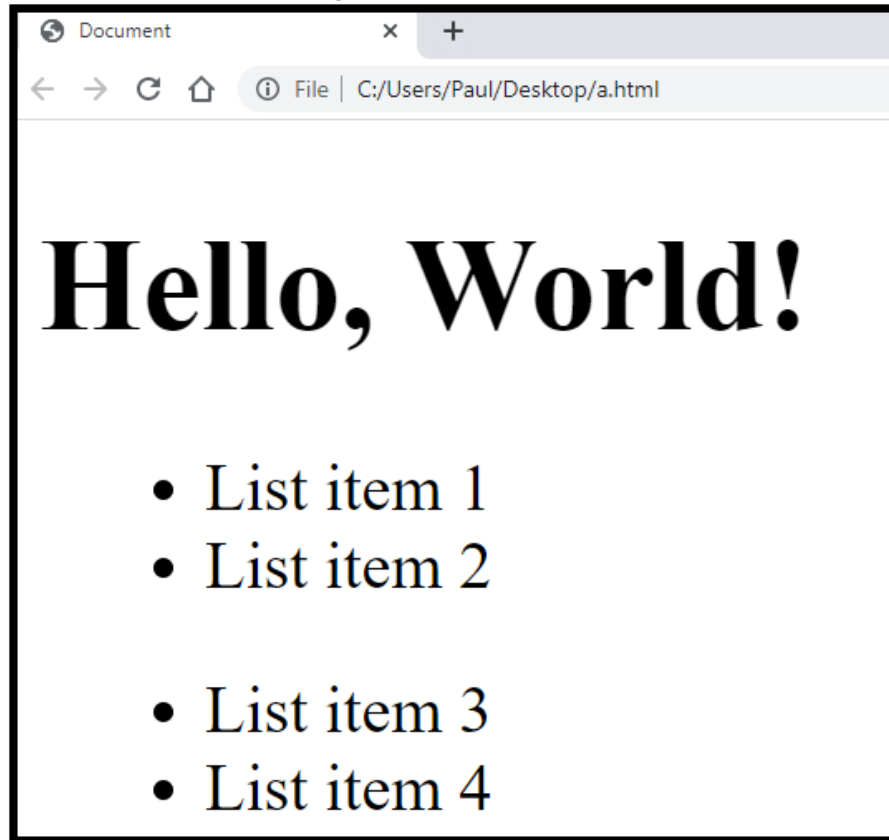 Document
File C:/Users/Paul/Desktop/a.html
Hello, World!
List item 1
List item 2
List item 3
List item 4